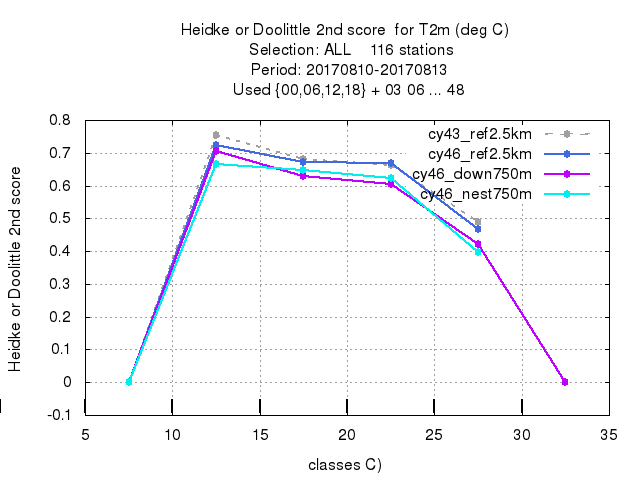 Heidke or Doolittle 2nd score  for T2m (deg C)
Selection: ALL    116 stations
Period: 20170810-20170813
Used {00,06,12,18} + 03 06 ... 48
Heidke or Doolittle 2nd score
0.8
0.7
0.6
0.5
0.4
0.3
0.2
0.1
0
-0.1
cy43_ref2.5km
cy46_ref2.5km
cy46_down750m
cy46_nest750m
5 10 15 20 25 30 35
classes C)